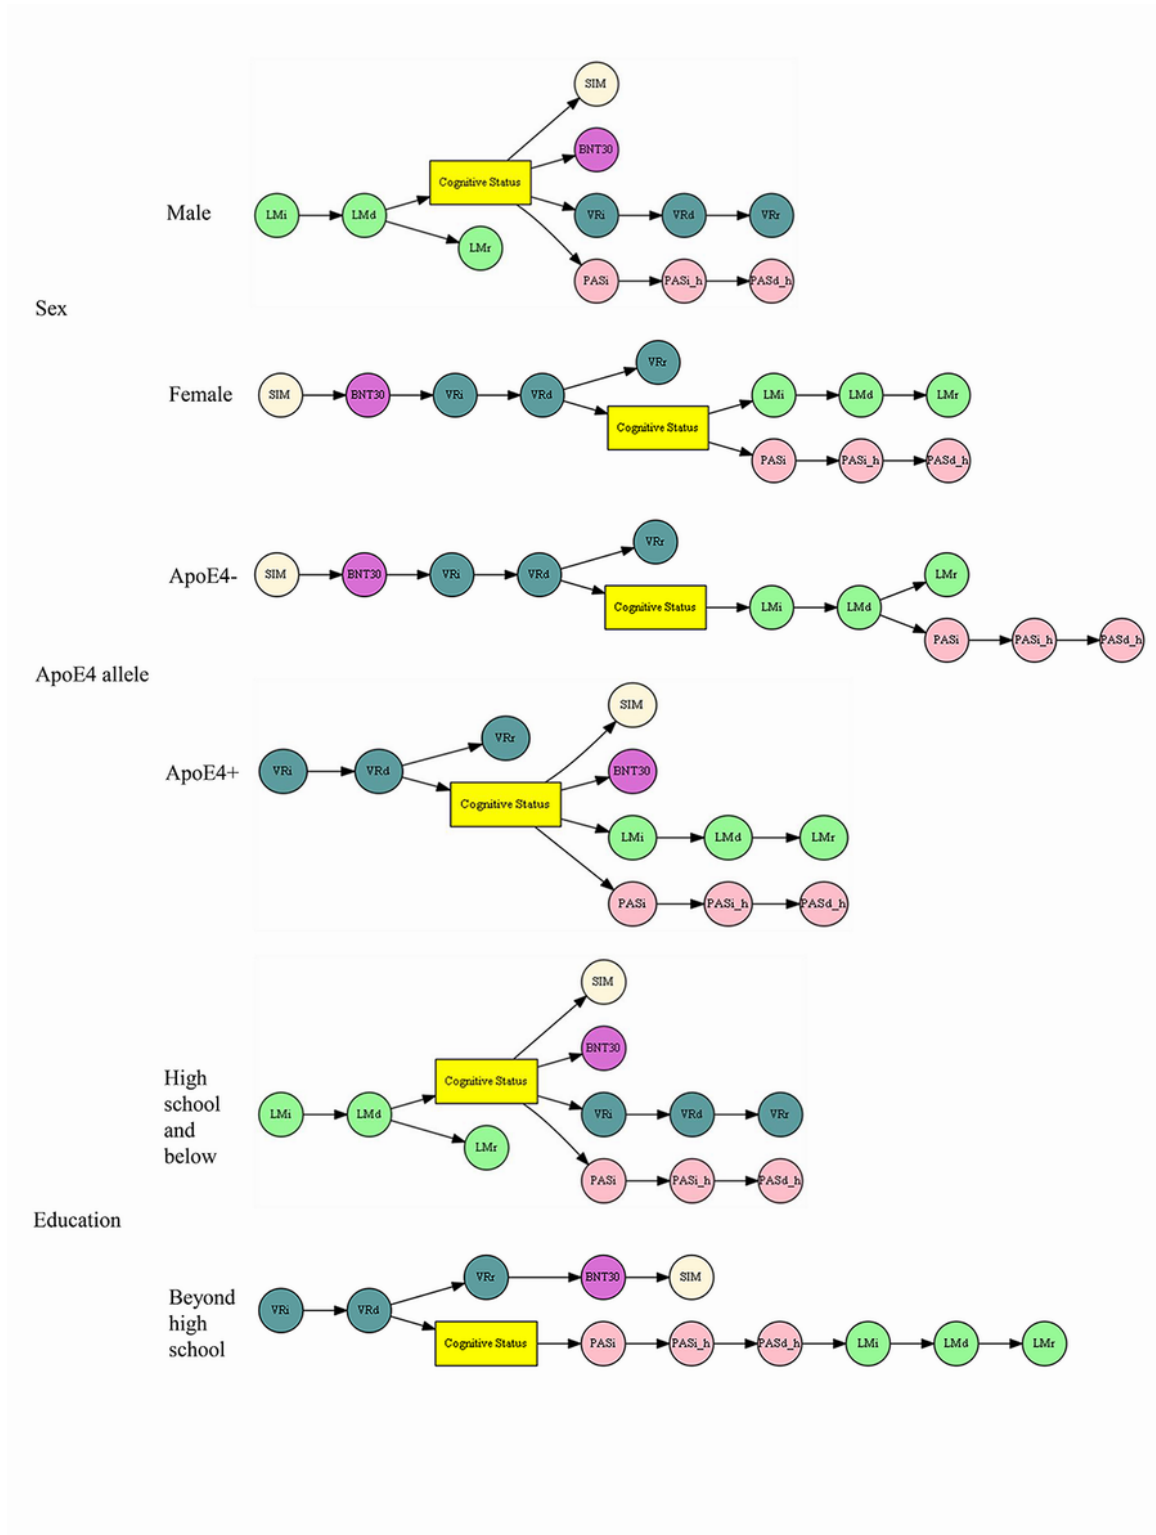 SIM
BNT30
Cognitive Status
Male
LMi
LMd
VRi
VRd
VRr
LMr
PASi
PASi_h
PASd_h
Sex
VRr
Female
SIM
BNT30
VRi
VRd
LMi
LMd
LMr
Cognitive Status
PASi
PASi_h
PASd_h
VRr
ApoE4-
SIM
BNT30
VRi
VRd
LMr
Cognitive Status
LMi
LMd
PASi
PASi_h
PASd_h
ApoE4 allele
SIM
VRr
ApoE4+
VRi
VRd
BNT30
Cognitive Status
LMi
LMd
LMr
PASi
PASi_h
PASd_h
SIM
BNT30
High
school
and
below
Cognitive Status
LMi
LMd
VRi
VRd
VRr
LMr
PASi
PASi_h
PASd_h
Education
VRr
BNT30
SIM
Beyond
high
school
VRi
VRd
Cognitive Status
PASi
PASi_h
PASd_h
LMi
LMd
LMr